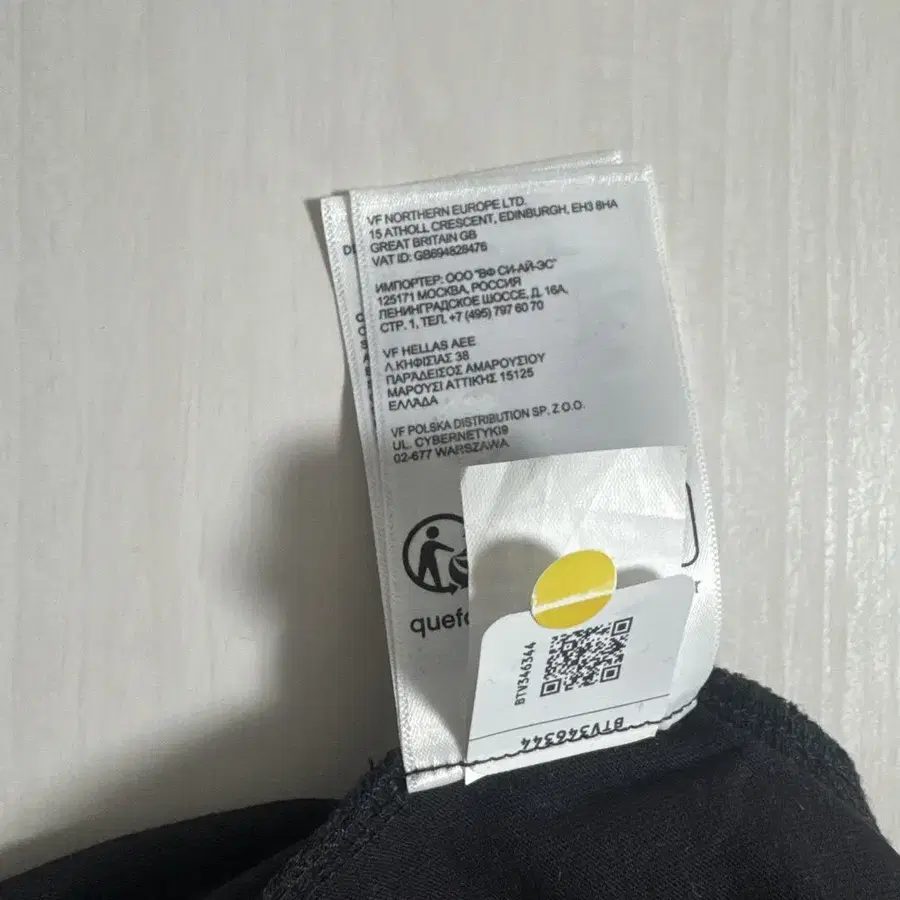 VF NORTHERN EUROPE LTD.
15 ATHOLL CRESCENT, EDINBURGH, EH3 8HA
GREAT BRITAIN GB
VAT ID: GB694828476
ИМПОРТЕР: ООО "ВФ СИ-АЙ-ЭС"
125171 МОСКВА, РОССИЯ
ЛЕНИНГРАДСКОЕ ШОССЕ, Д. 16А,
СТР. 1, ТЕЛ. +7 (495) 797 60 70
VF HELLAS AEE
Λ.ΚΗΦΙΣΙΑΣ 38
ΠΑΡΑΔΕΙΣΟΣ ΑΜΑΡΟΥΣΙΟΥ
ΜΑΡΟΥΣΙ ΑΤΤΙΚΗΣ 15125
ΕΛΛΑΔΑ
VF POLSKA DISTRIBUTION SP. Z O.O.
UL. CYBERNETYKI9
02-677 WARSZAWA
BTV346344
BTV346344